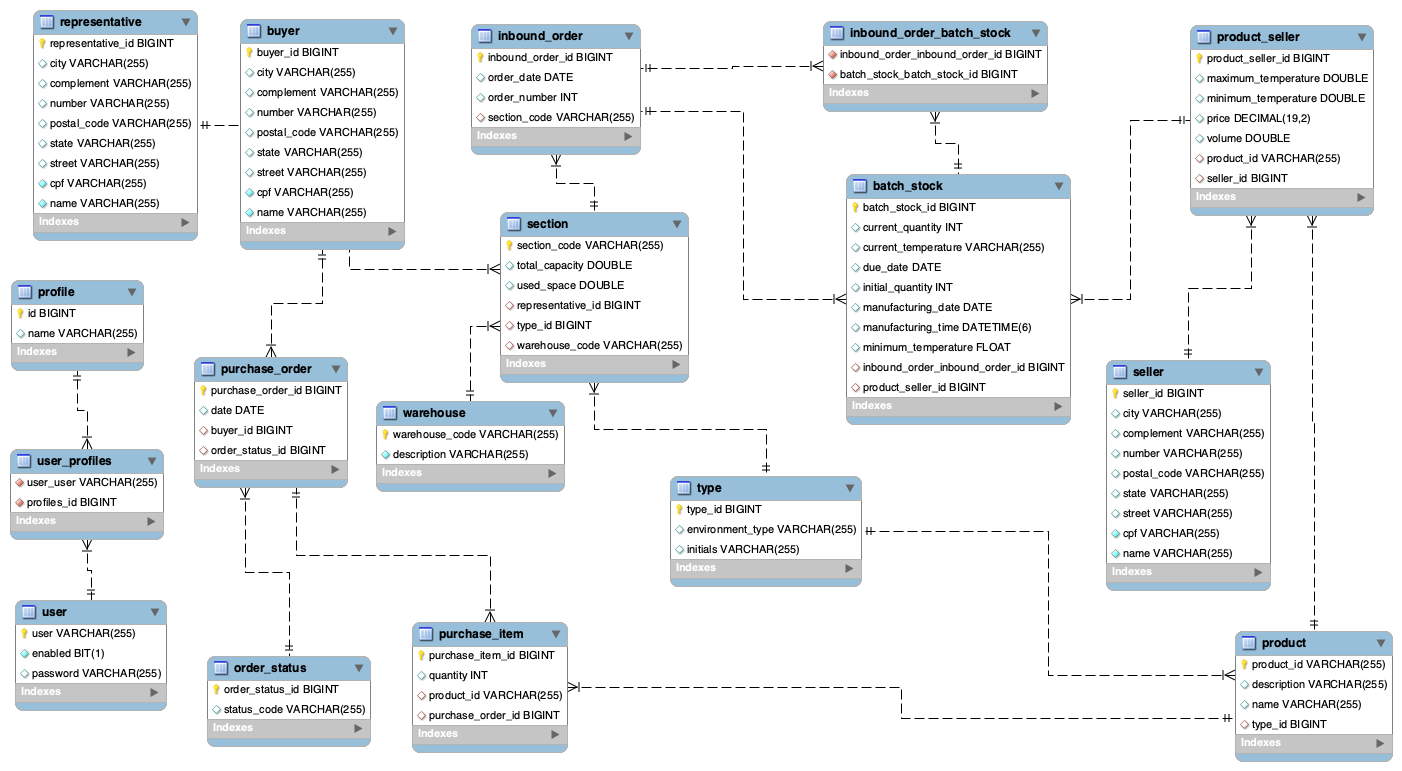 representative
representative_id BIGINT
city VARCHAR(255)
complement VARCHAR(255)
number VARCHAR(255)
postal_code VARCHAR(255)
state VARCHAR(255)
street VARCHAR(255)
cpf VARCHAR(255)
name VARCHAR(255)
Indexes
buyer
buyer_id BIGINT
city VARCHAR(255)
complement VARCHAR(255)
number VARCHAR(255)
postal_code VARCHAR(255)
state VARCHAR(255)
street VARCHAR(255)
cpf VARCHAR(255)
name VARCHAR(255)
Indexes
inbound_order
inbound_order_id BIGINT
order_date DATE
order_number INT
section_code VARCHAR(255)
Indexes
inbound_order_batch_stock
inbound_order_inbound_order_id BIGINT
batch_stock_batch_stock_id BIGINT
Indexes
product_seller
product_seller_id BIGINT
maximum_temperature DOUBLE
minimum_temperature DOUBLE
price DECIMAL(19,2)
volume DOUBLE
product_id VARCHAR(255)
seller_id BIGINT
Indexes
section
section_code VARCHAR(255)
total_capacity DOUBLE
used_space DOUBLE
representative_id BIGINT
type_id BIGINT
warehouse_code VARCHAR(255)
Indexes
batch_stock
batch_stock_id BIGINT
current_quantity INT
current_temperature VARCHAR(255)
due_date DATE
initial_quantity INT
manufacturing_date DATE
manufacturing_time DATETIME(6)
minimum_temperature FLOAT
inbound_order_inbound_order_id BIGINT
product_seller_id BIGINT
Indexes
profile
id BIGINT
name VARCHAR(255)
Indexes
purchase_order
purchase_order_id BIGINT
date DATE
buyer_id BIGINT
order_status_id BIGINT
Indexes
warehouse
warehouse_code VARCHAR(255)
description VARCHAR(255)
Indexes
seller
seller_id BIGINT
city VARCHAR(255)
complement VARCHAR(255)
number VARCHAR(255)
postal_code VARCHAR(255)
state VARCHAR(255)
street VARCHAR(255)
cpf VARCHAR(255)
name VARCHAR(255)
Indexes
user_profiles
user_user VARCHAR(255)
profiles_id BIGINT
Indexes
type
type_id BIGINT
environment_type VARCHAR(255)
initials VARCHAR(255)
Indexes
user
user VARCHAR(255)
enabled BIT(1)
password VARCHAR(255)
Indexes
order_status
order_status_id BIGINT
status_code VARCHAR(255)
Indexes
purchase_item
purchase_item_id BIGINT
quantity INT
product_id VARCHAR(255)
purchase_order_id BIGINT
Indexes
product
product_id VARCHAR(255)
description VARCHAR(255)
name VARCHAR(255)
type_id BIGINT
Indexes